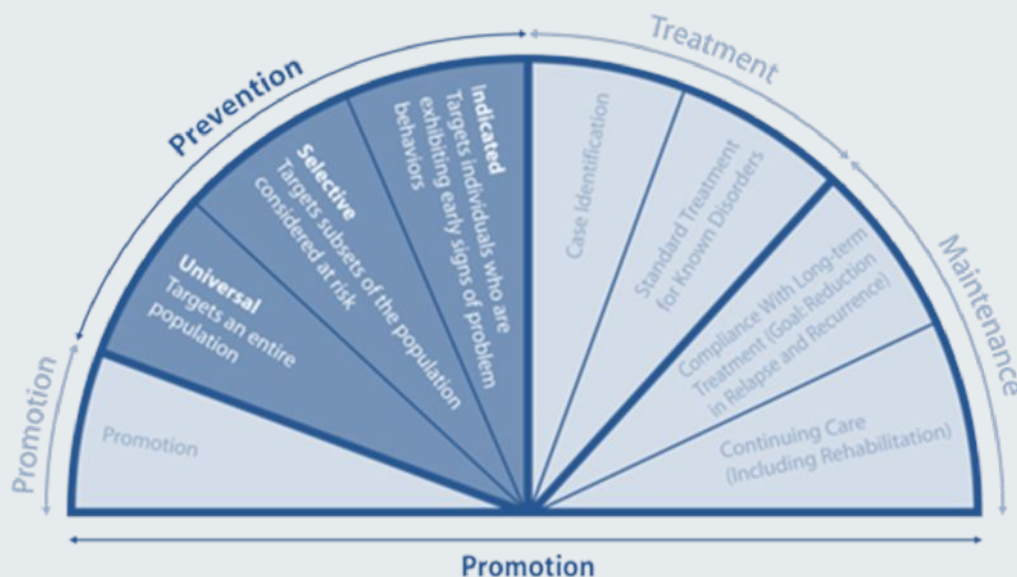 Treatment
Prevention
Maintenance
Promotion
Promotion
Universal
Targets an entire
population
Selective
Targets subsets of the population
considered at risk
Indicated
Targets individuals who are
exhibiting early signs of problem
behaviors
Case Identification
Standard Treatment
for Known Disorders
Compliance With Long-term
Treatment (Goal:Reduction
in Relapse and Recurrence)
Continuing Care
(Including Rehabilitation)
Promotion